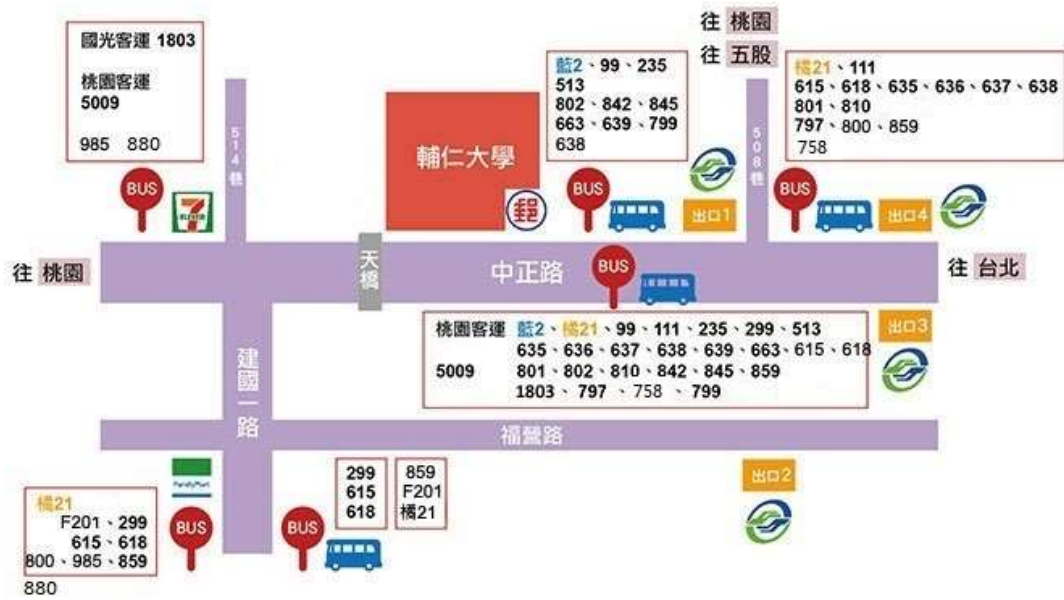 國光客運 1803
桃園客運
5009
985 880
BUS
7
ELEVEN
514巷
輔仁大學
郵
往 桃園
往 五股
藍2、99、235
513
802、842、845
663、639、799
638
BUS
出口1
508巷
橘21、111
615、618、635、636、637、638
801、810
797、800、859
758
BUS
出口4
往 桃園
天橋
中正路
BUS
往 台北
桃園客運 藍2、橘21、99、111、235、299、513
635、636、637、638、639、663、615、618
5009 801、802、810、842、845、859
1803、797、758、799
出口3
建國一路
福營路
出口2
FamilyMart
橘21
F201、299
615、618
800、985、859
880
BUS
BUS
299
615
618
859
F201
橘21